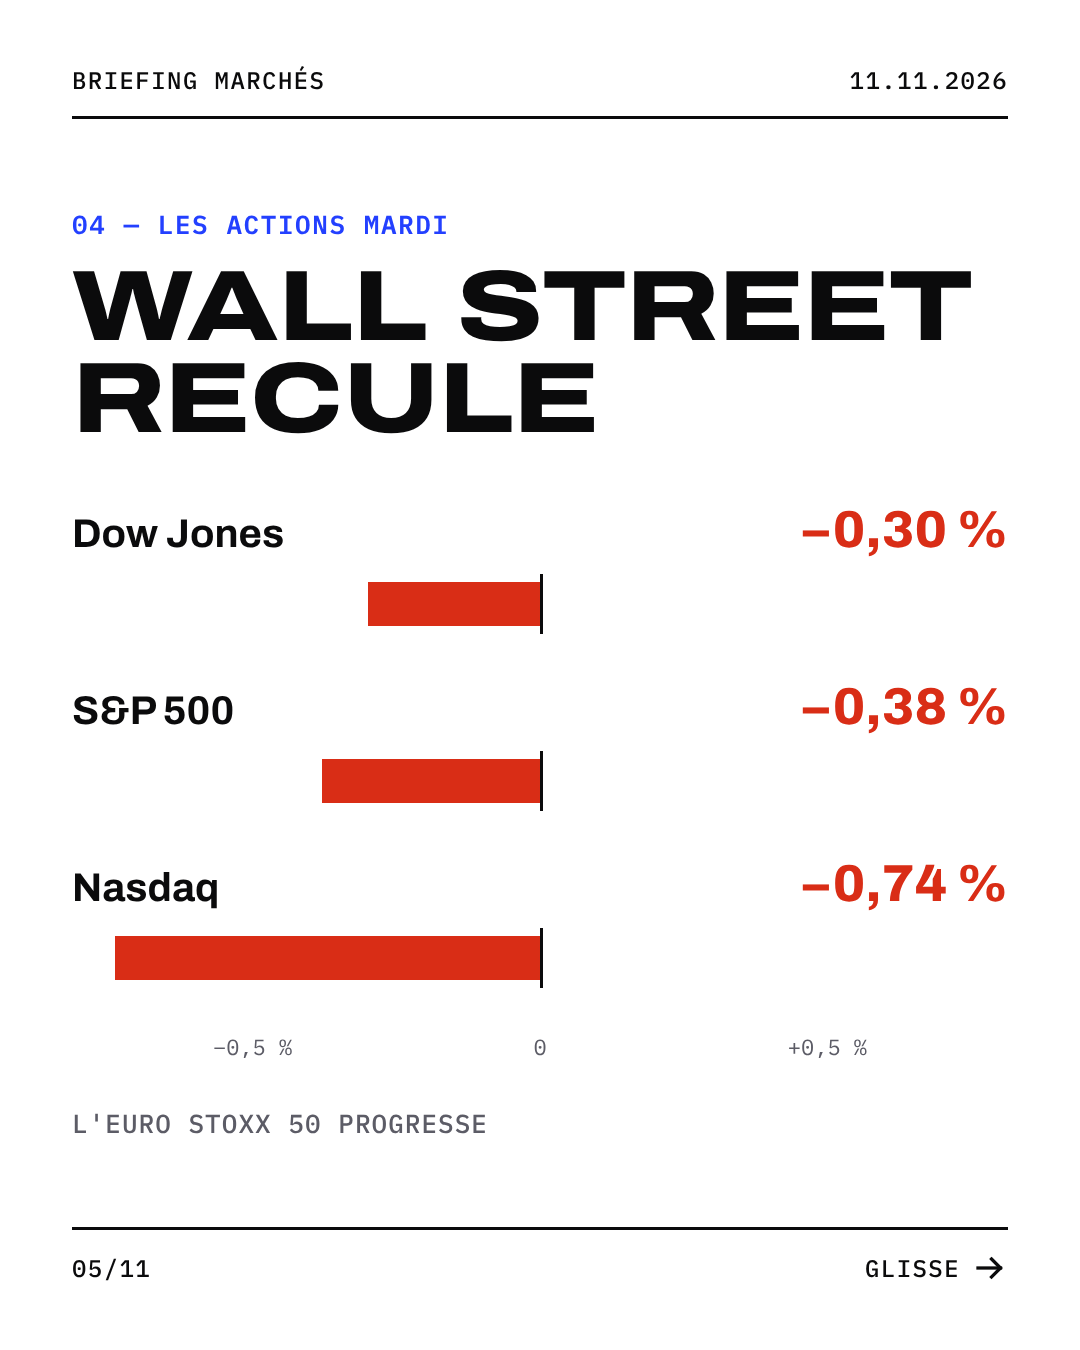 BRIEFING MARCHÉS
11.11.2026
04 — LES ACTIONS MARDI
WALL STREET
RECULE
Dow Jones
−0,30 %
S&P 500
−0,38 %
Nasdaq
−0,74 %
−0,5 %
0
+0,5 %
L'EURO STOXX 50 PROGRESSE
05/11
GLISSE →